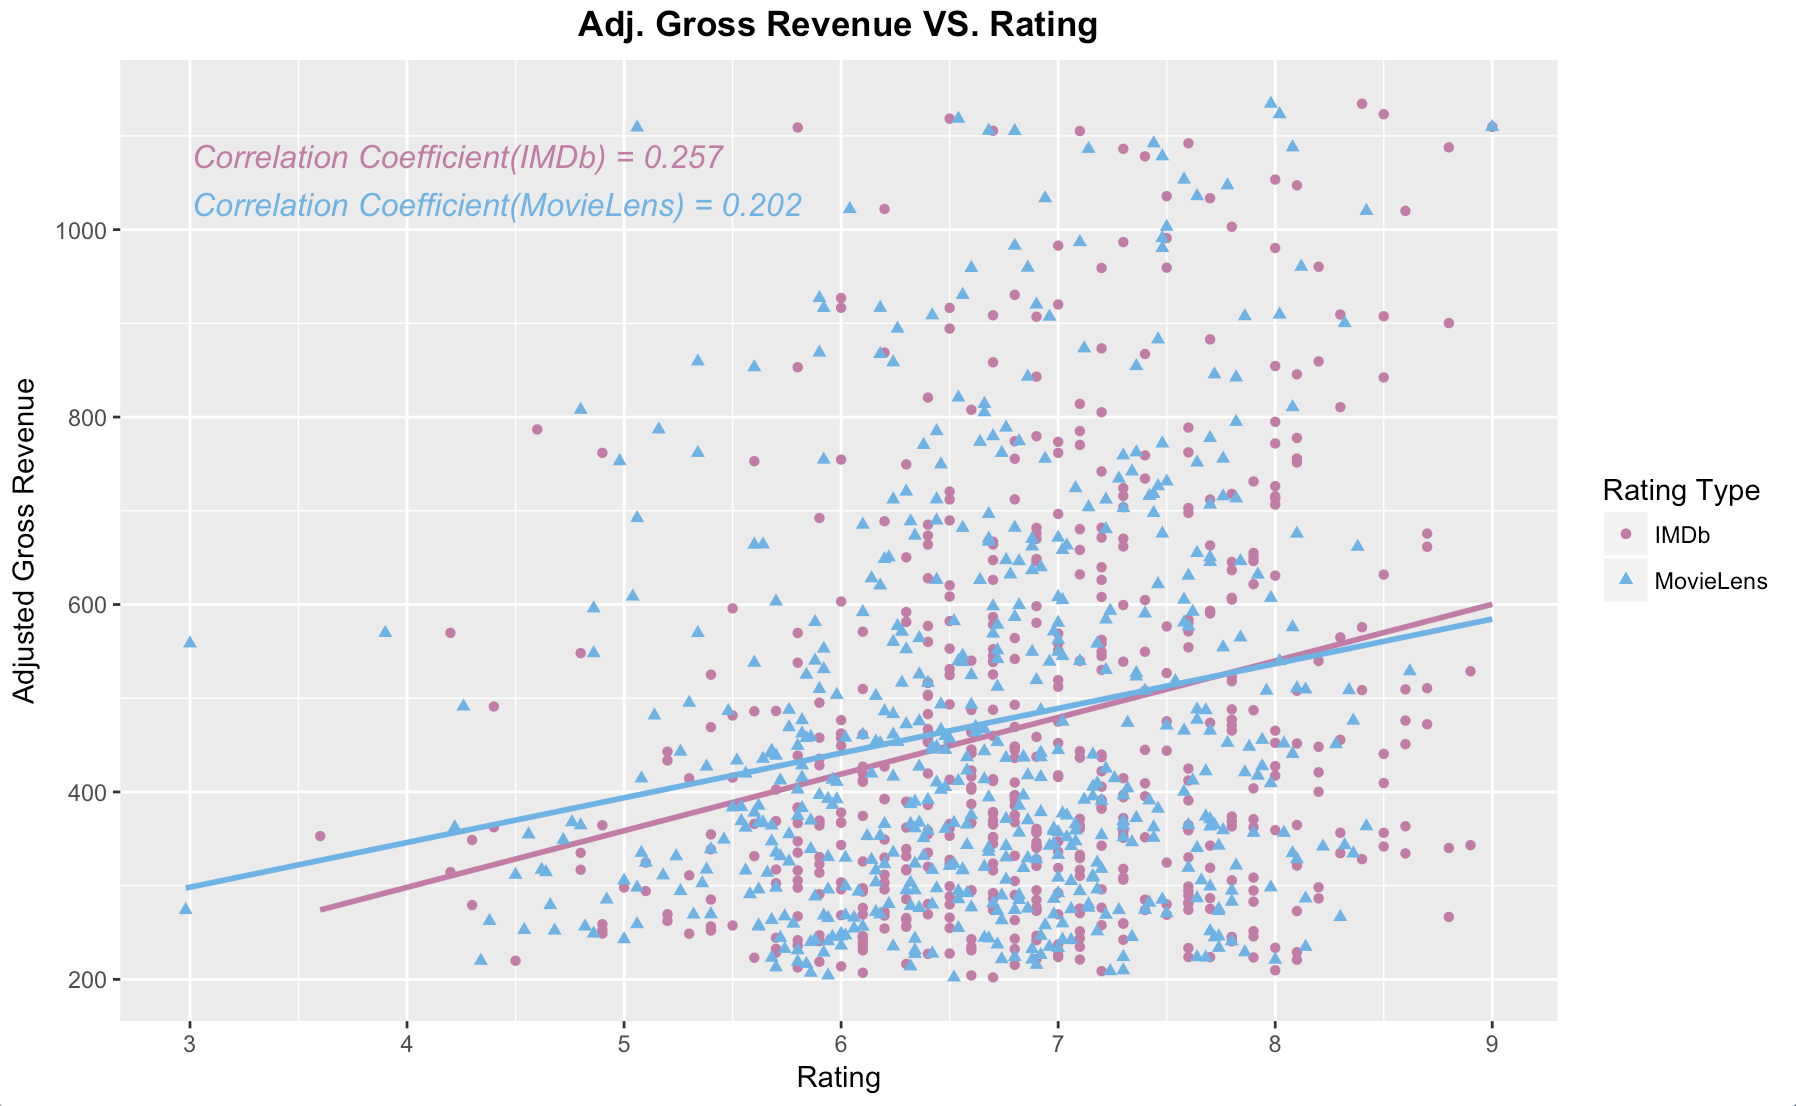 Adj. Gross Revenue VS. Rating
Correlation Coefficient(IMDb) = 0.257
Correlation Coefficient(MovieLens) = 0.202
1000
800
600
400
200
Adjusted Gross Revenue
3 4 5 6 7 8 9
Rating
Rating Type
IMDb
MovieLens